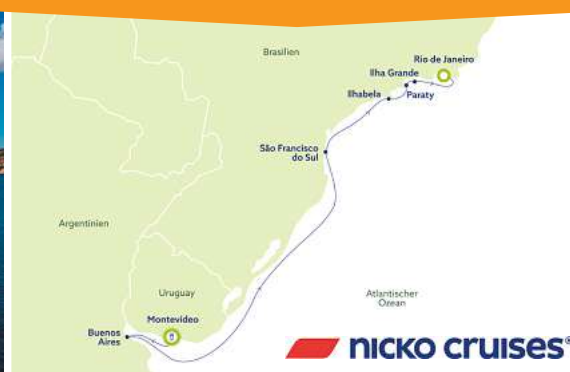 Brasilien
Rio de Janeiro
Ilha Grande
Ilhabela
Paraty
São Francisco
do Sul
Argentinien
Uruguay
Atlantischer
Ozean
Montevideo
Buenos
Aires
nicko cruises®